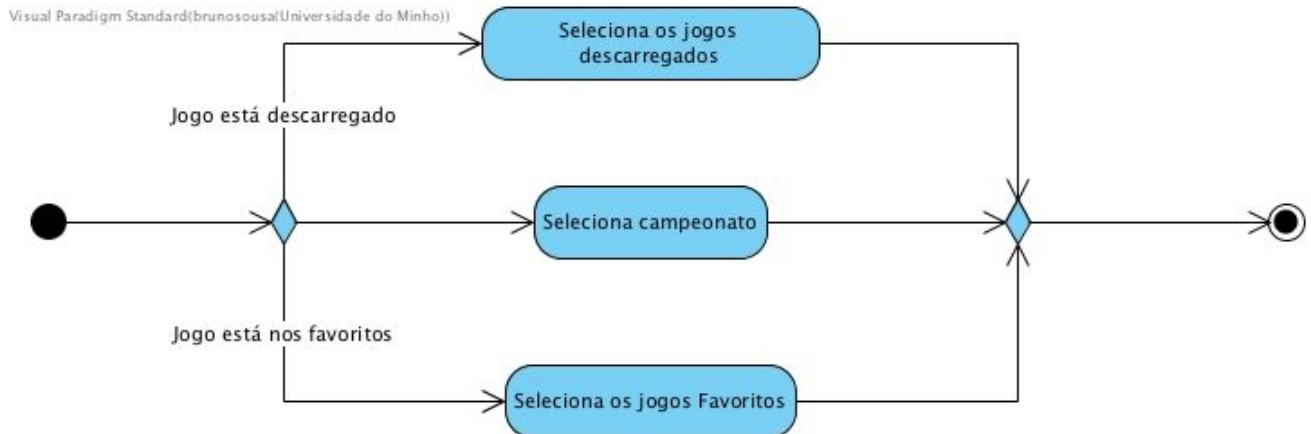 Visual Paradigm Standard(brunosousa(Universidade do Minho))
Seleciona os jogos
descarregados
Jogo está descarregado
Seleciona campeonato
Jogo está nos favoritos
Seleciona os jogos Favoritos